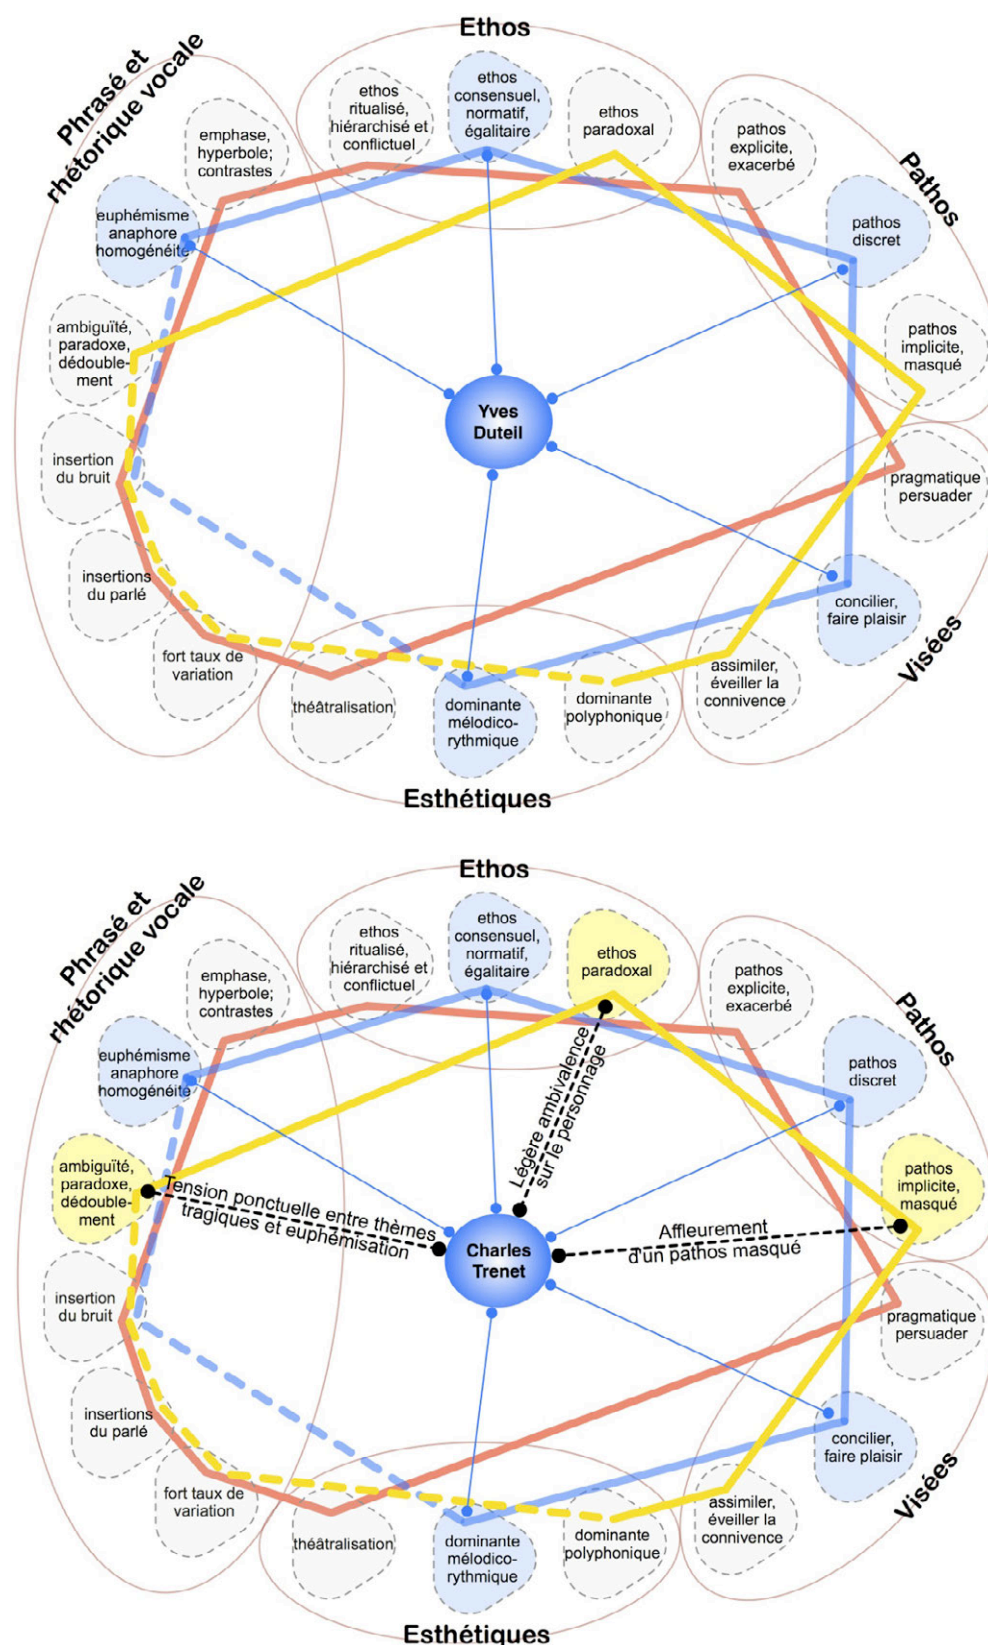 Ethos
Phrasé et
rhétorique vocale
ethos
ritualisé,
hiérarchisé et
conflictuel
ethos
consensuel,
normatif,
égalitaire
ethos
paradoxal
emphase,
hyperbole;
contrastes
pathos
explicite,
exacerbé
Pathos
euphémisme
anaphore
homogénéité
pathos
discret
ambiguïté,
paradoxe,
dédouble-
ment
pathos
implicite,
masqué
Yves
Duteil
insertion
du bruit
pragmatique
persuader
insertions
du parlé
concilier,
faire plaisir
Visées
fort taux de
variation
assimiler,
éveiller la
connivence
théâtralisation
dominante
mélodico-
rythmique
dominante
polyphonique
Esthétiques
Ethos
Phrasé et
rhétorique vocale
ethos
ritualisé,
hiérarchisé et
conflictuel
ethos
consensuel,
normatif,
égalitaire
ethos
paradoxal
emphase,
hyperbole;
contrastes
pathos
explicite,
exacerbé
Pathos
euphémisme
anaphore
homogénéité
pathos
discret
Légère ambivalence
sur le personnage
ambiguïté,
paradoxe,
dédouble-
ment
pathos
implicite,
masqué
Tension ponctuelle entre thèrnes
tragiques et euphémisation
Affleurement
d'un pathos masqué
Charles
Trenet
insertion
du bruit
pragmatique
persuader
insertions
du parlé
concilier,
faire plaisir
Visées
fort taux de
variation
assimiler,
éveiller la
connivence
théâtralisation
dominante
mélodico-
rythmique
dominante
polyphonique
Esthétiques